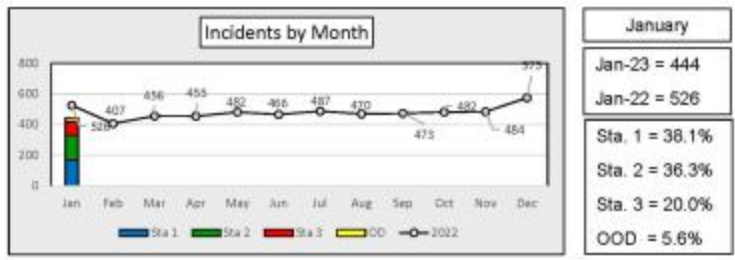 Incidents by Month
800
600
400
200
0
526
407
456
455
482
466
487
470
473
482
484
573
Jan Feb Mar Apr May Jun Jul Aug Sep Oct Nov Dec
Sta 1 Sta 2 Sta 3 OD 2022
January
Jan-23 = 444
Jan-22 = 526
Sta. 1 = 38.1%
Sta. 2 = 36.3%
Sta. 3 = 20.0%
OOD = 5.6%